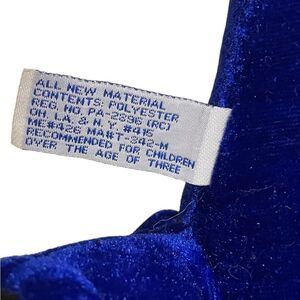 ALL NEW MATERIAL
CONTENTS: POLYESTER
REG. NO. PA-2896 (RC)
OH. LA. & N. Y. #416
ME#426 MA#T-342-M
RECOMMENDED FOR CHILDREN
OVER THE AGE OF THREE